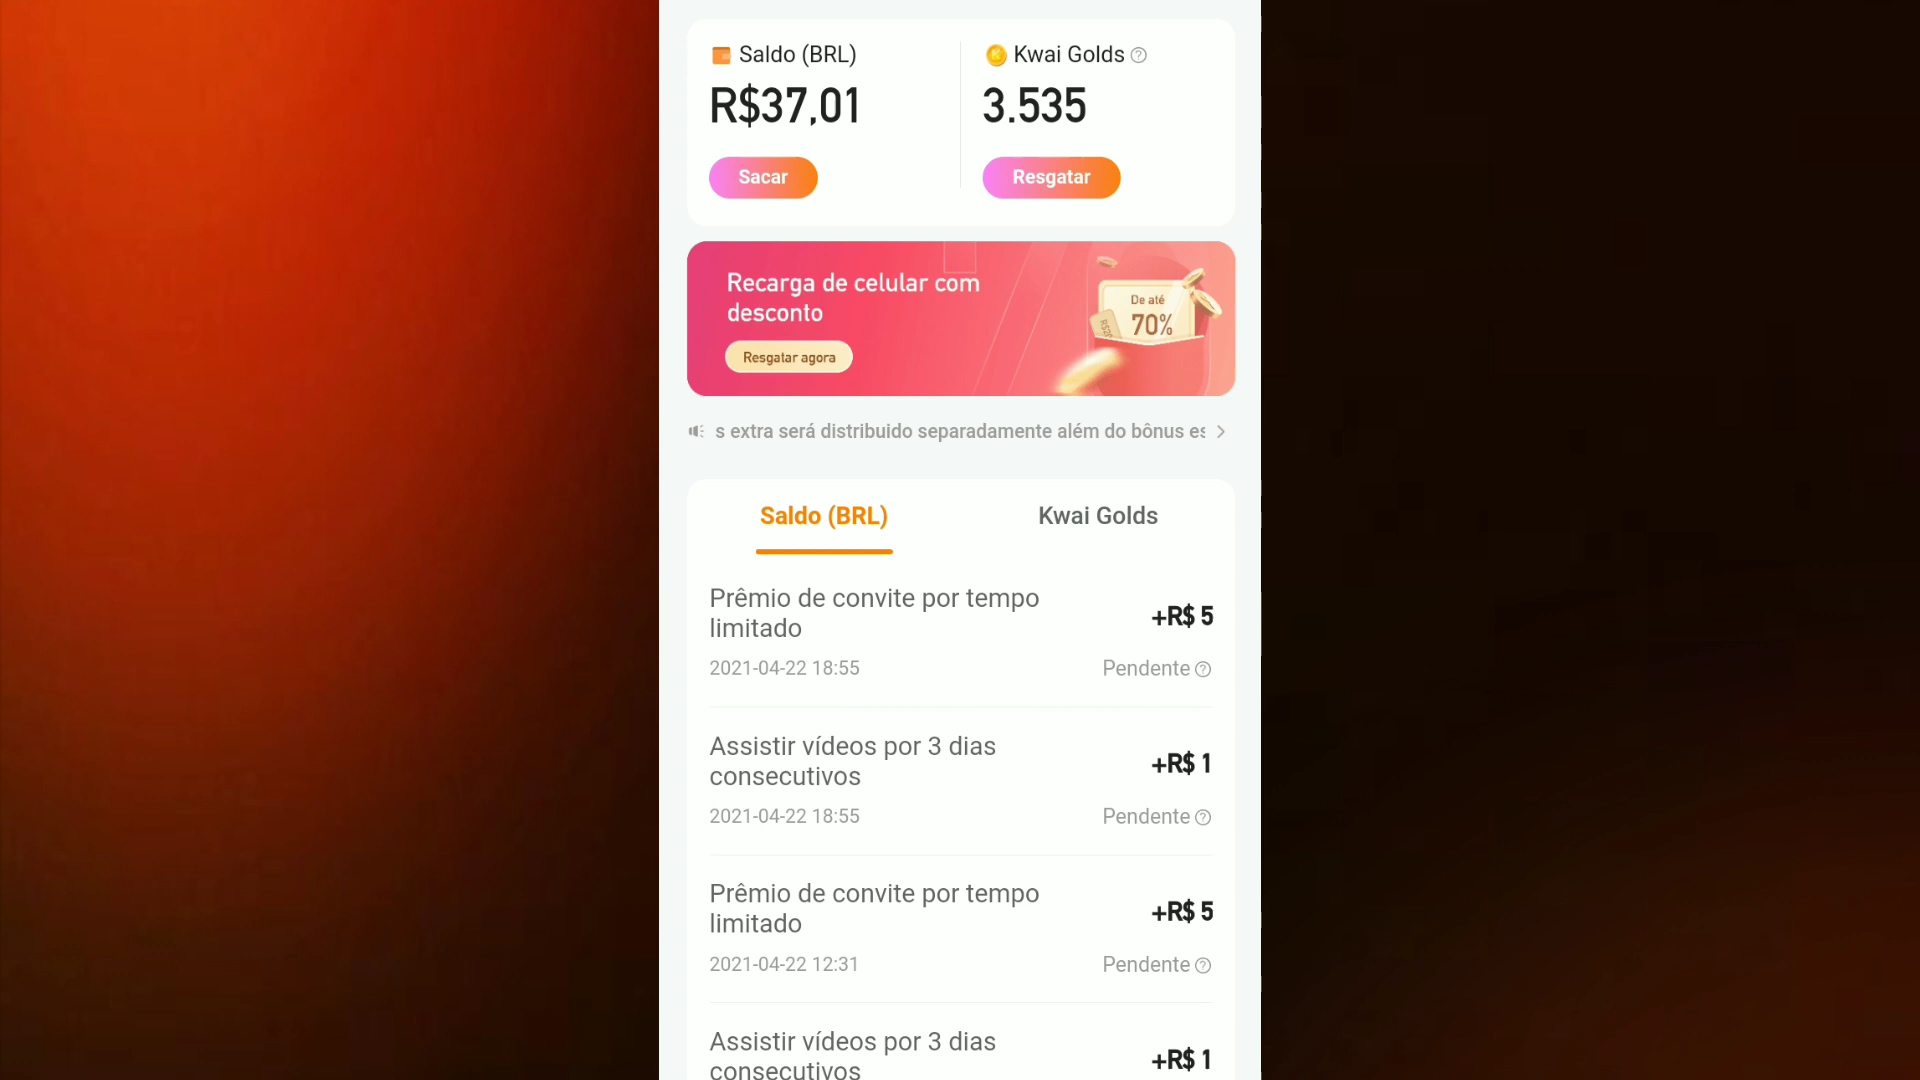 Saldo (BRL)
R$37,01
Sacar
Kwai Golds
3.535
Resgatar
Recarga de celular com
desconto
Resgatar agora
De até
70%
s extra será distribuido separadamente além do bônus es
Saldo (BRL)
Kwai Golds
Prêmio de convite por tempo
limitado
+R$ 5
2021-04-22 18:55
Pendente
Assistir vídeos por 3 dias
consecutivos
+R$ 1
2021-04-22 18:55
Pendente
Prêmio de convite por tempo
limitado
+R$ 5
2021-04-22 12:31
Pendente
Assistir vídeos por 3 dias
consecutivos
+R$ 1